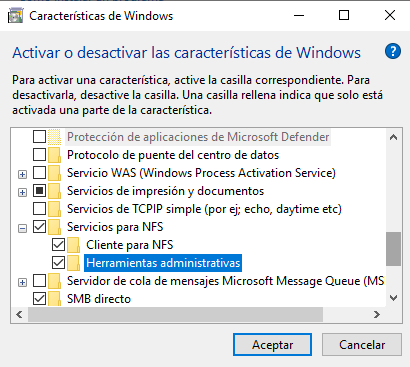 Características de Windows
Activar o desactivar las características de Windows
Para activar una característica, active la casilla correspondiente. Para
desactivarla, desactive la casilla. Una casilla rellena indica que solo está
activada una parte de la característica.
Protección de aplicaciones de Microsoft Defender
Protocolo de puente del centro de datos
Servicio WAS (Windows Process Activation Service)
Servicios de impresión y documentos
Servicios de TCPIP simple (por ej; echo, daytime etc)
Servicios para NFS
Cliente para NFS
Herramientas administrativas
Servidor de cola de mensajes Microsoft Message Queue (MS
SMB directo
Aceptar
Cancelar